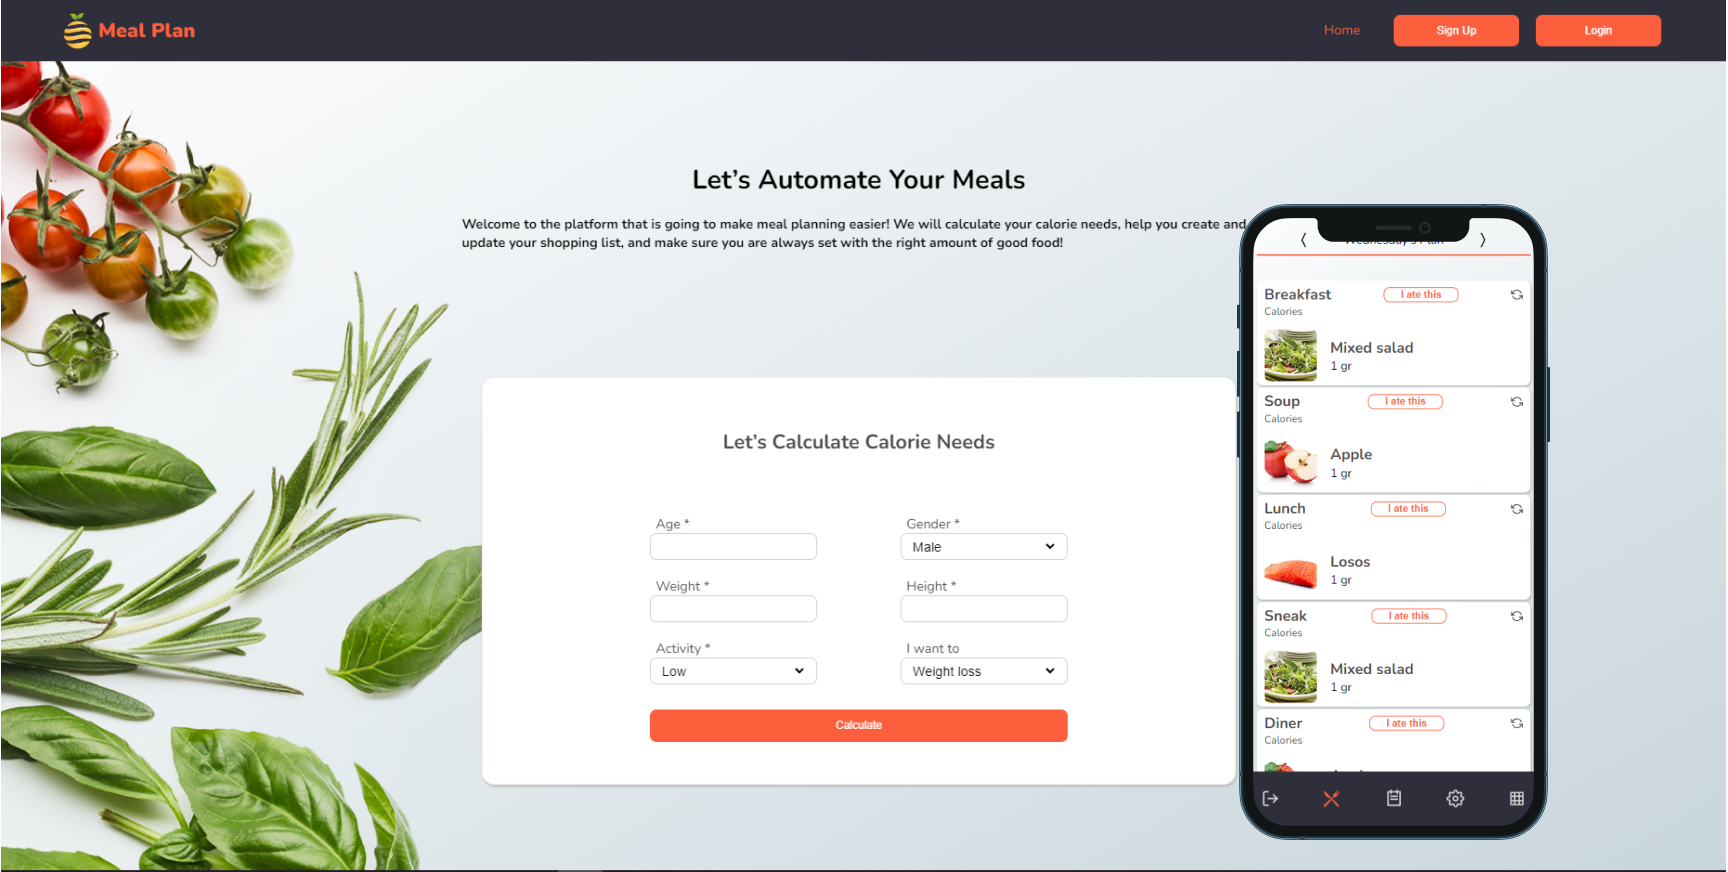 Meal Plan
Home
Sign Up
Login
Let's Automate Your Meals
Welcome to the platform that is going to make meal planning easier! We will calculate your calorie needs, help you create and
update your shopping list, and make sure you are always set with the right amount of good food!
Let's Calculate Calorie Needs
Age *
Gender *
Male
Weight *
Height *
Activity *
I want to
Low
Weight loss
Calculate
Wednesday's Plan
Breakfast
I ate this
Calories
Mixed salad
1 gr
Soup
I ate this
Calories
Apple
1 gr
Lunch
I ate this
Calories
Losos
1 gr
Sneak
I ate this
Calories
Mixed salad
1 gr
Diner
I ate this
Calories